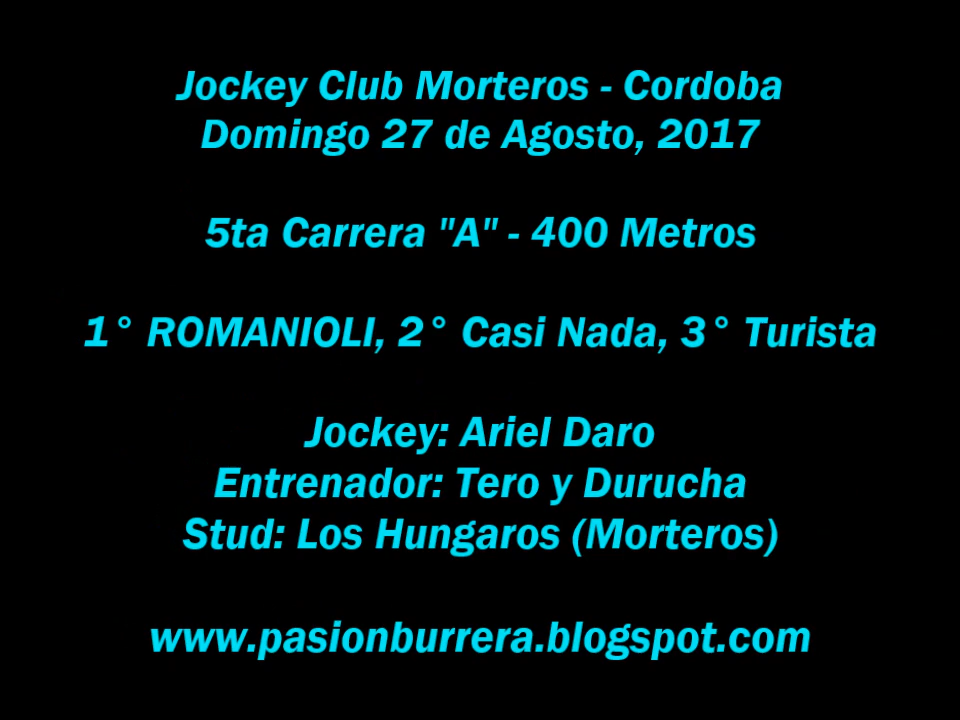 Jockey Club Morteros - Cordoba
Domingo 27 de Agosto, 2017
5ta Carrera "A" - 400 Metros
1° ROMANIOLI, 2° Casi Nada, 3° Turista
Jockey: Ariel Daro
Entrenador: Tero y Durucha
Stud: Los Hungaros (Morteros)
www.pasionburrera.blogspot.com